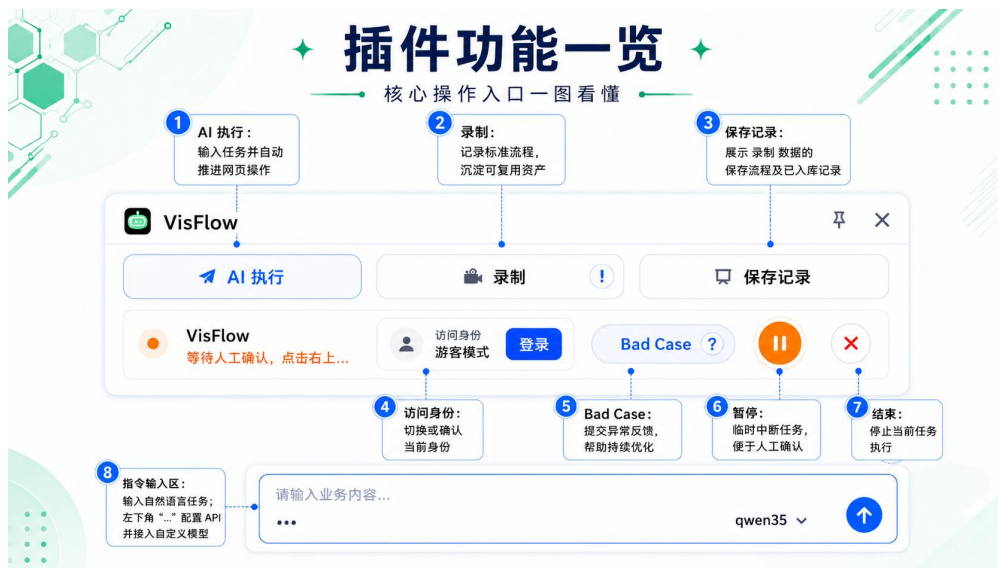 插件功能一览
核心操作入口一图看懂
1
AI 执行：
输入任务并自动
推进网页操作
2
录制：
记录标准流程，
沉淀可复用资产
3
保存记录：
展示 录制 数据的
保存流程及已入库记录
VisFlow
AI 执行
录制
!
保存记录
VisFlow
等待人工确认，点击右上...
访问身份
游客模式
登录
Bad Case
?
4
访问身份：
切换或确认
当前身份
5
Bad Case：
提交异常反馈，
帮助持续优化
6
暂停：
临时中断任务，
便于人工确认
7
结束：
停止当前任务
执行
8
指令输入区：
输入自然语言任务；
左下角“...”配置 API
并接入自定义模型
请输入业务内容...
•••
qwen35